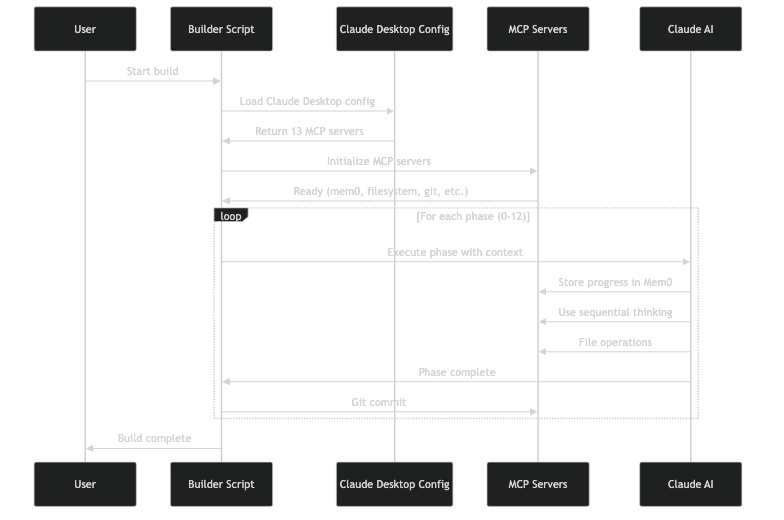 User
Builder Script
Claude Desktop Config
MCP Servers
Claude AI
Start build
Load Claude Desktop config
Return 13 MCP servers
Initialize MCP servers
Ready (mem0, filesystem, git, etc.)
loop
[For each phase (0-12)]
Execute phase with context
Store progress in Mem0
Use sequential thinking
File operations
Phase complete
Git commit
Build complete
User
Builder Script
Claude Desktop Config
MCP Servers
Claude AI